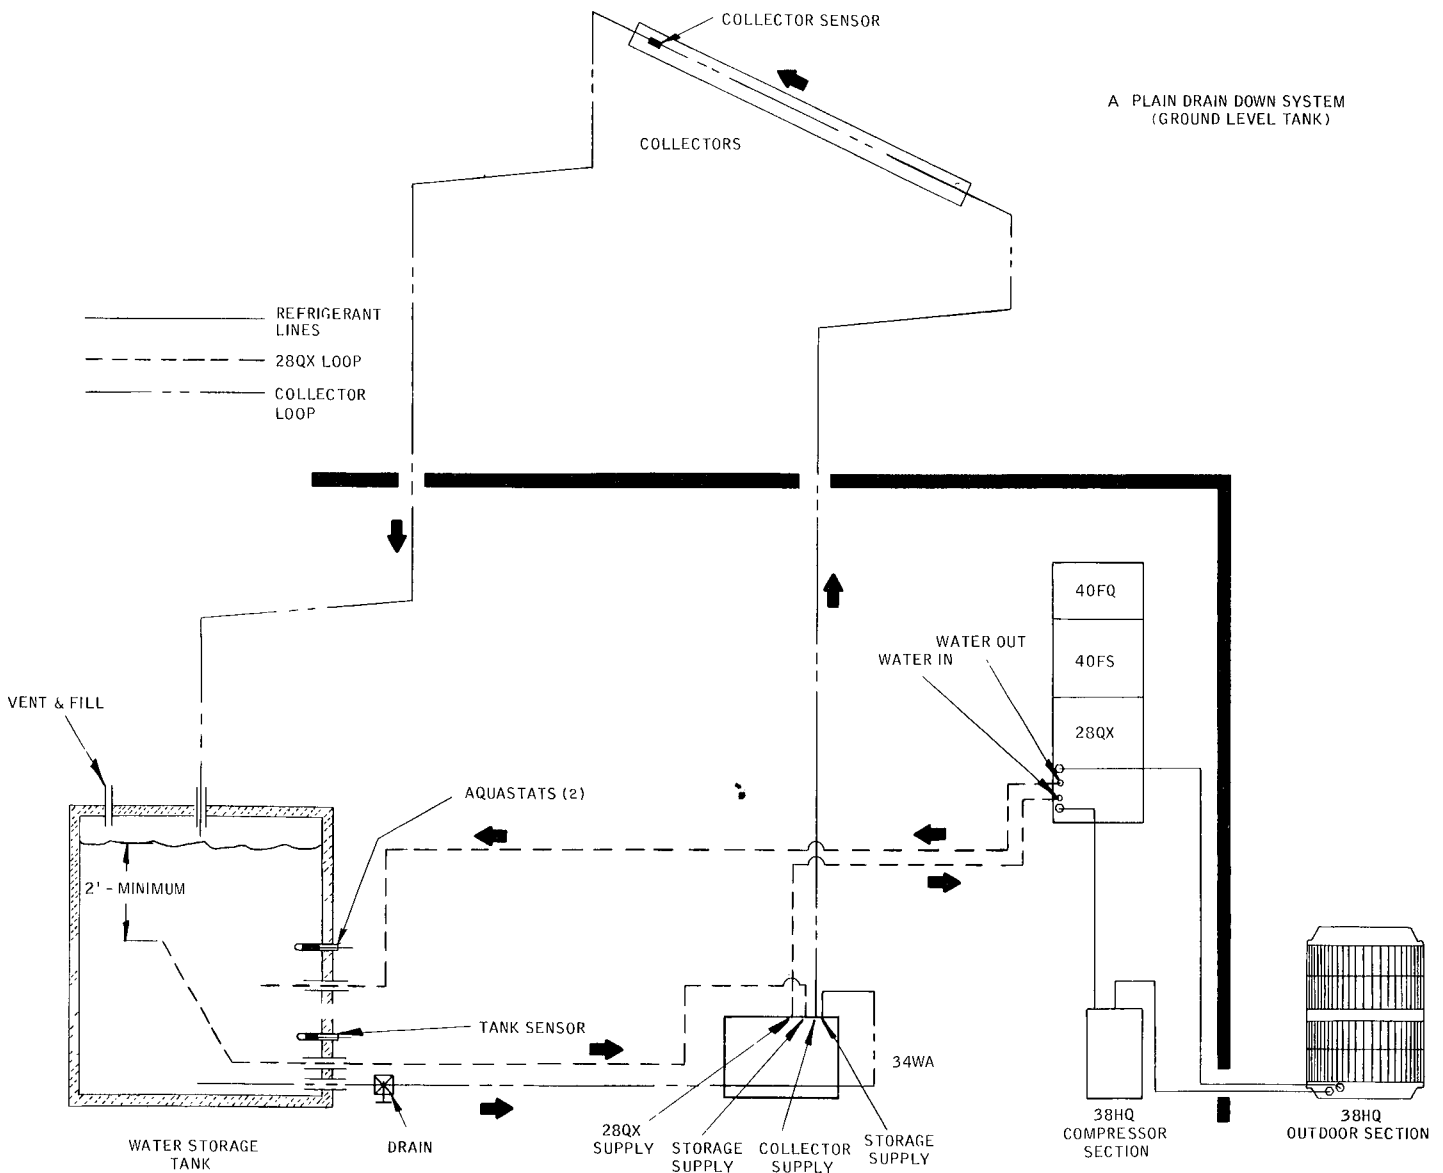 COLLECTOR SENSOR
A PLAIN DRAIN DOWN SYSTEM
(GROUND LEVEL TANK)
COLLECTORS
REFRIGERANT
LINES
28QX LOOP
COLLECTOR
LOOP
40FQ
WATER OUT
WATER IN
40FS
VENT & FILL
28QX
AQUASTATS (2)
2' - MINIMUM
TANK SENSOR
34WA
WATER STORAGE
TANK
DRAIN
28QX
SUPPLY
STORAGE
SUPPLY
COLLECTOR
SUPPLY
STORAGE
SUPPLY
38HQ
COMPRESSOR
SECTION
38HQ
OUTDOOR SECTION